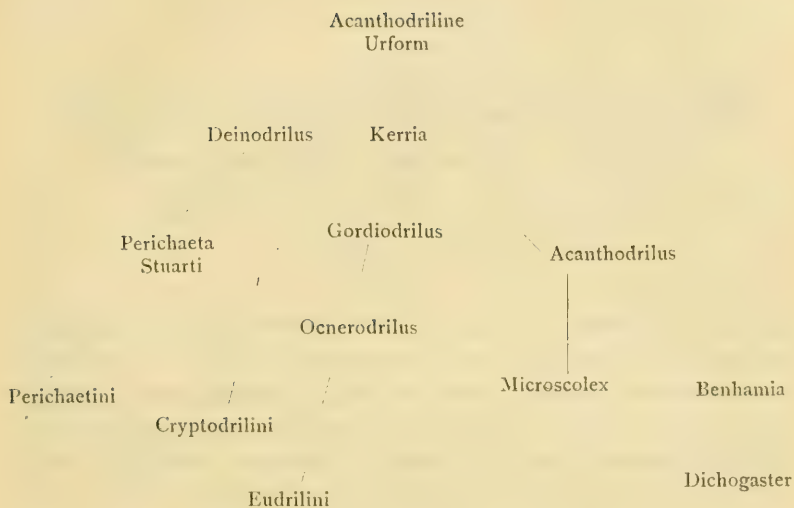 Acanthodriline
Urform
Deinodrilus Kerria
Gordiodrilus
Perichaeta
Stuarti
Acanthodrilus
Ocnerodrilus
Perichaetini
Microscolex
Benhamia
Cryptodrilini
Dichogaster
Eudrilini